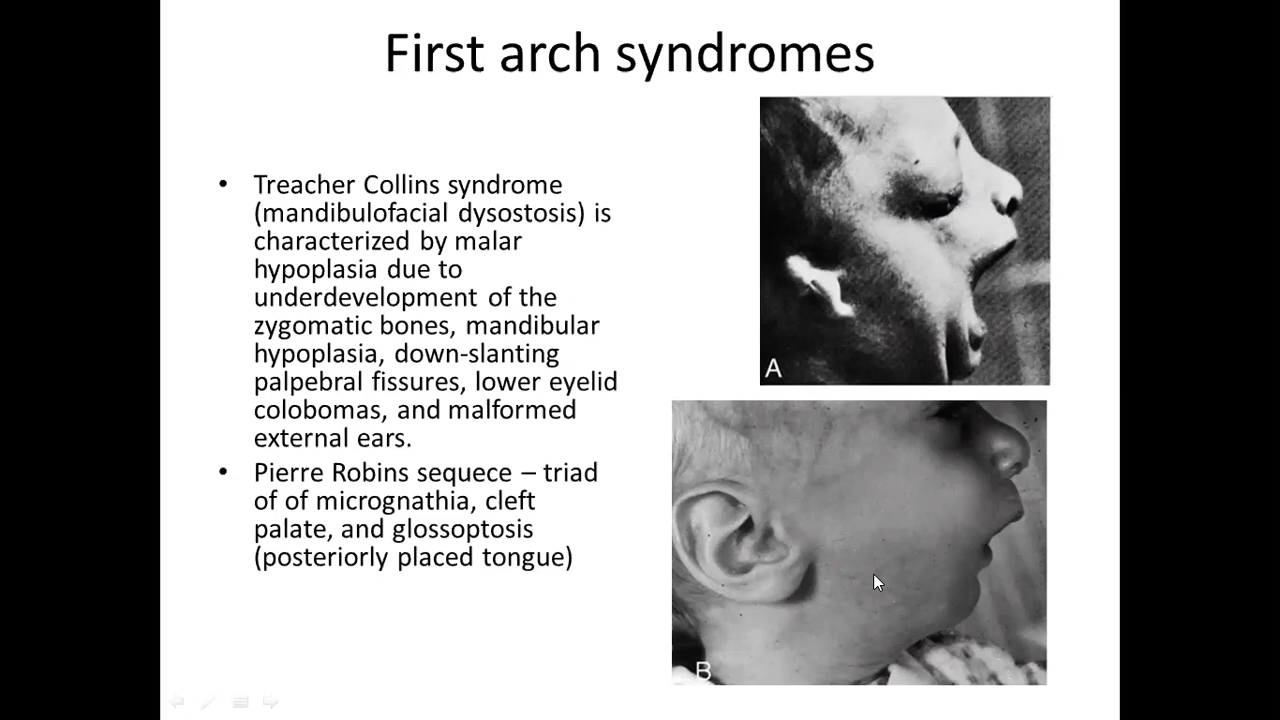 First arch syndromes
• Treacher Collins syndrome
(mandibulofacial dysostosis) is
characterized by malar
hypoplasia due to
underdevelopment of the
zygomatic bones, mandibular
hypoplasia, down-slanting
palpebral fissures, lower eyelid
colobomas, and malformed
external ears.
• Pierre Robins sequece – triad
of of micrognathia, cleft
palate, and glossoptosis
(posteriorly placed tongue)
A
B